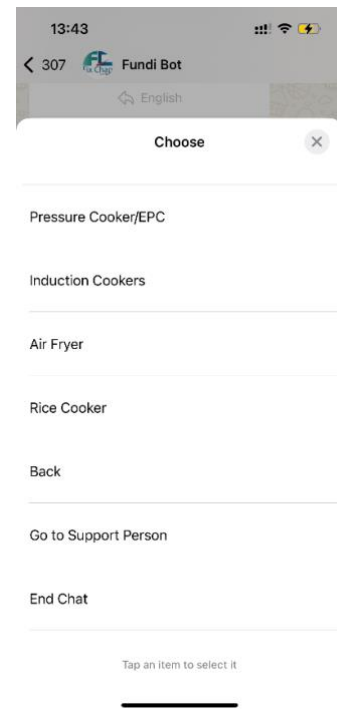 13:43
307 Fundi Bot
English
Choose
Pressure Cooker/EPC
Induction Cookers
Air Fryer
Rice Cooker
Back
Go to Support Person
End Chat
Tap an item to select it